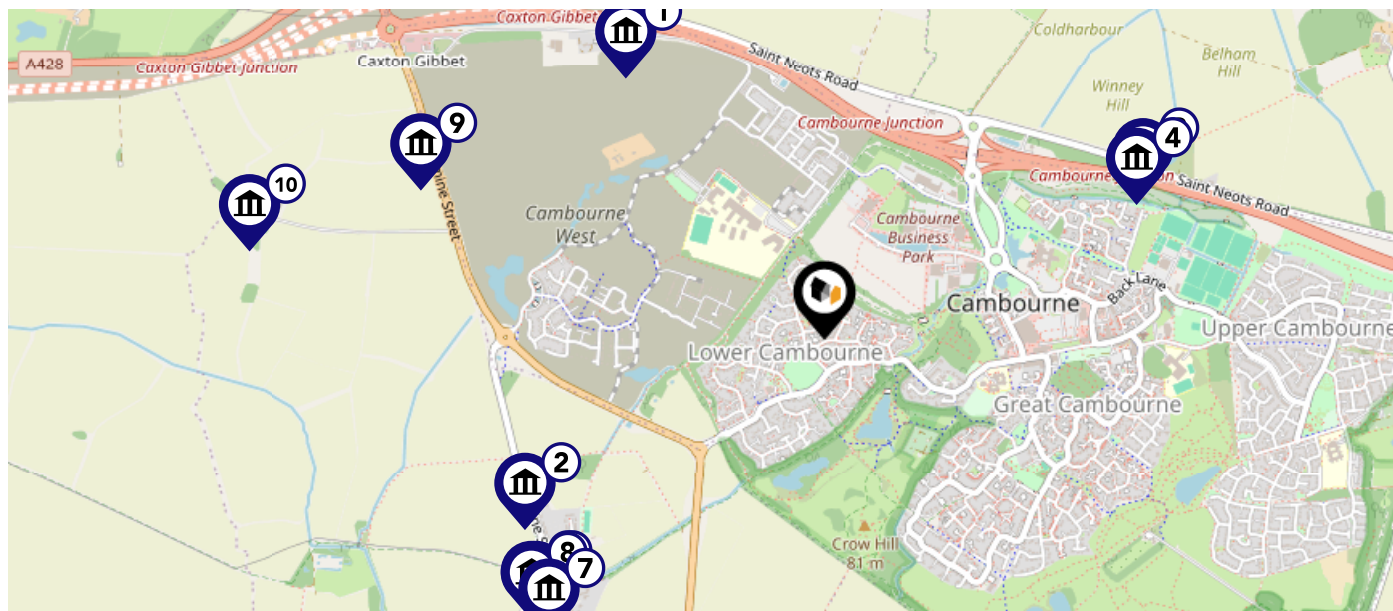 Caxton Gibbet
1
Coldharbour
A428
Caxton Gibbet Junction
Caxton Gibbet
Saint Neots Road
Belham
Hill
Winney
Hill
9
Cambourne Junction
4
10
Saint Neots Road
Cambourne
West
Cambourne
Business
Park
Back Lane
Cambourne
Upper Cambourne
Lower Cambourne
Great Cambourne
2
Crow Hill
81 m
8
7